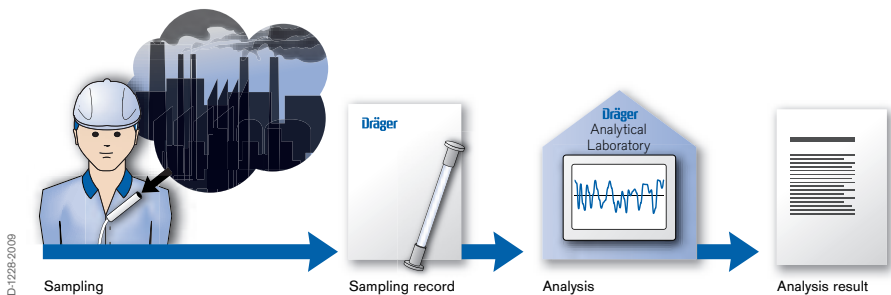 Dräger
Dräger
Analytical
Laboratory
D-1228-2009
Sampling
Sampling record
Analysis
Analysis result